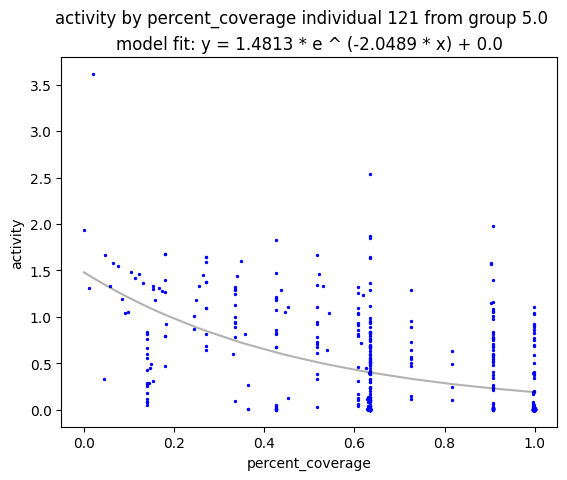 activity by percent_coverage individual 121 from group 5.0
model fit: y = 1.4813 * e ^ (-2.0489 * x) + 0.0
3.5
3.0
2.5
2.0
1.5
1.0
0.5
0.0
activity
0.0 0.2 0.4 0.6 0.8 1.0
percent_coverage